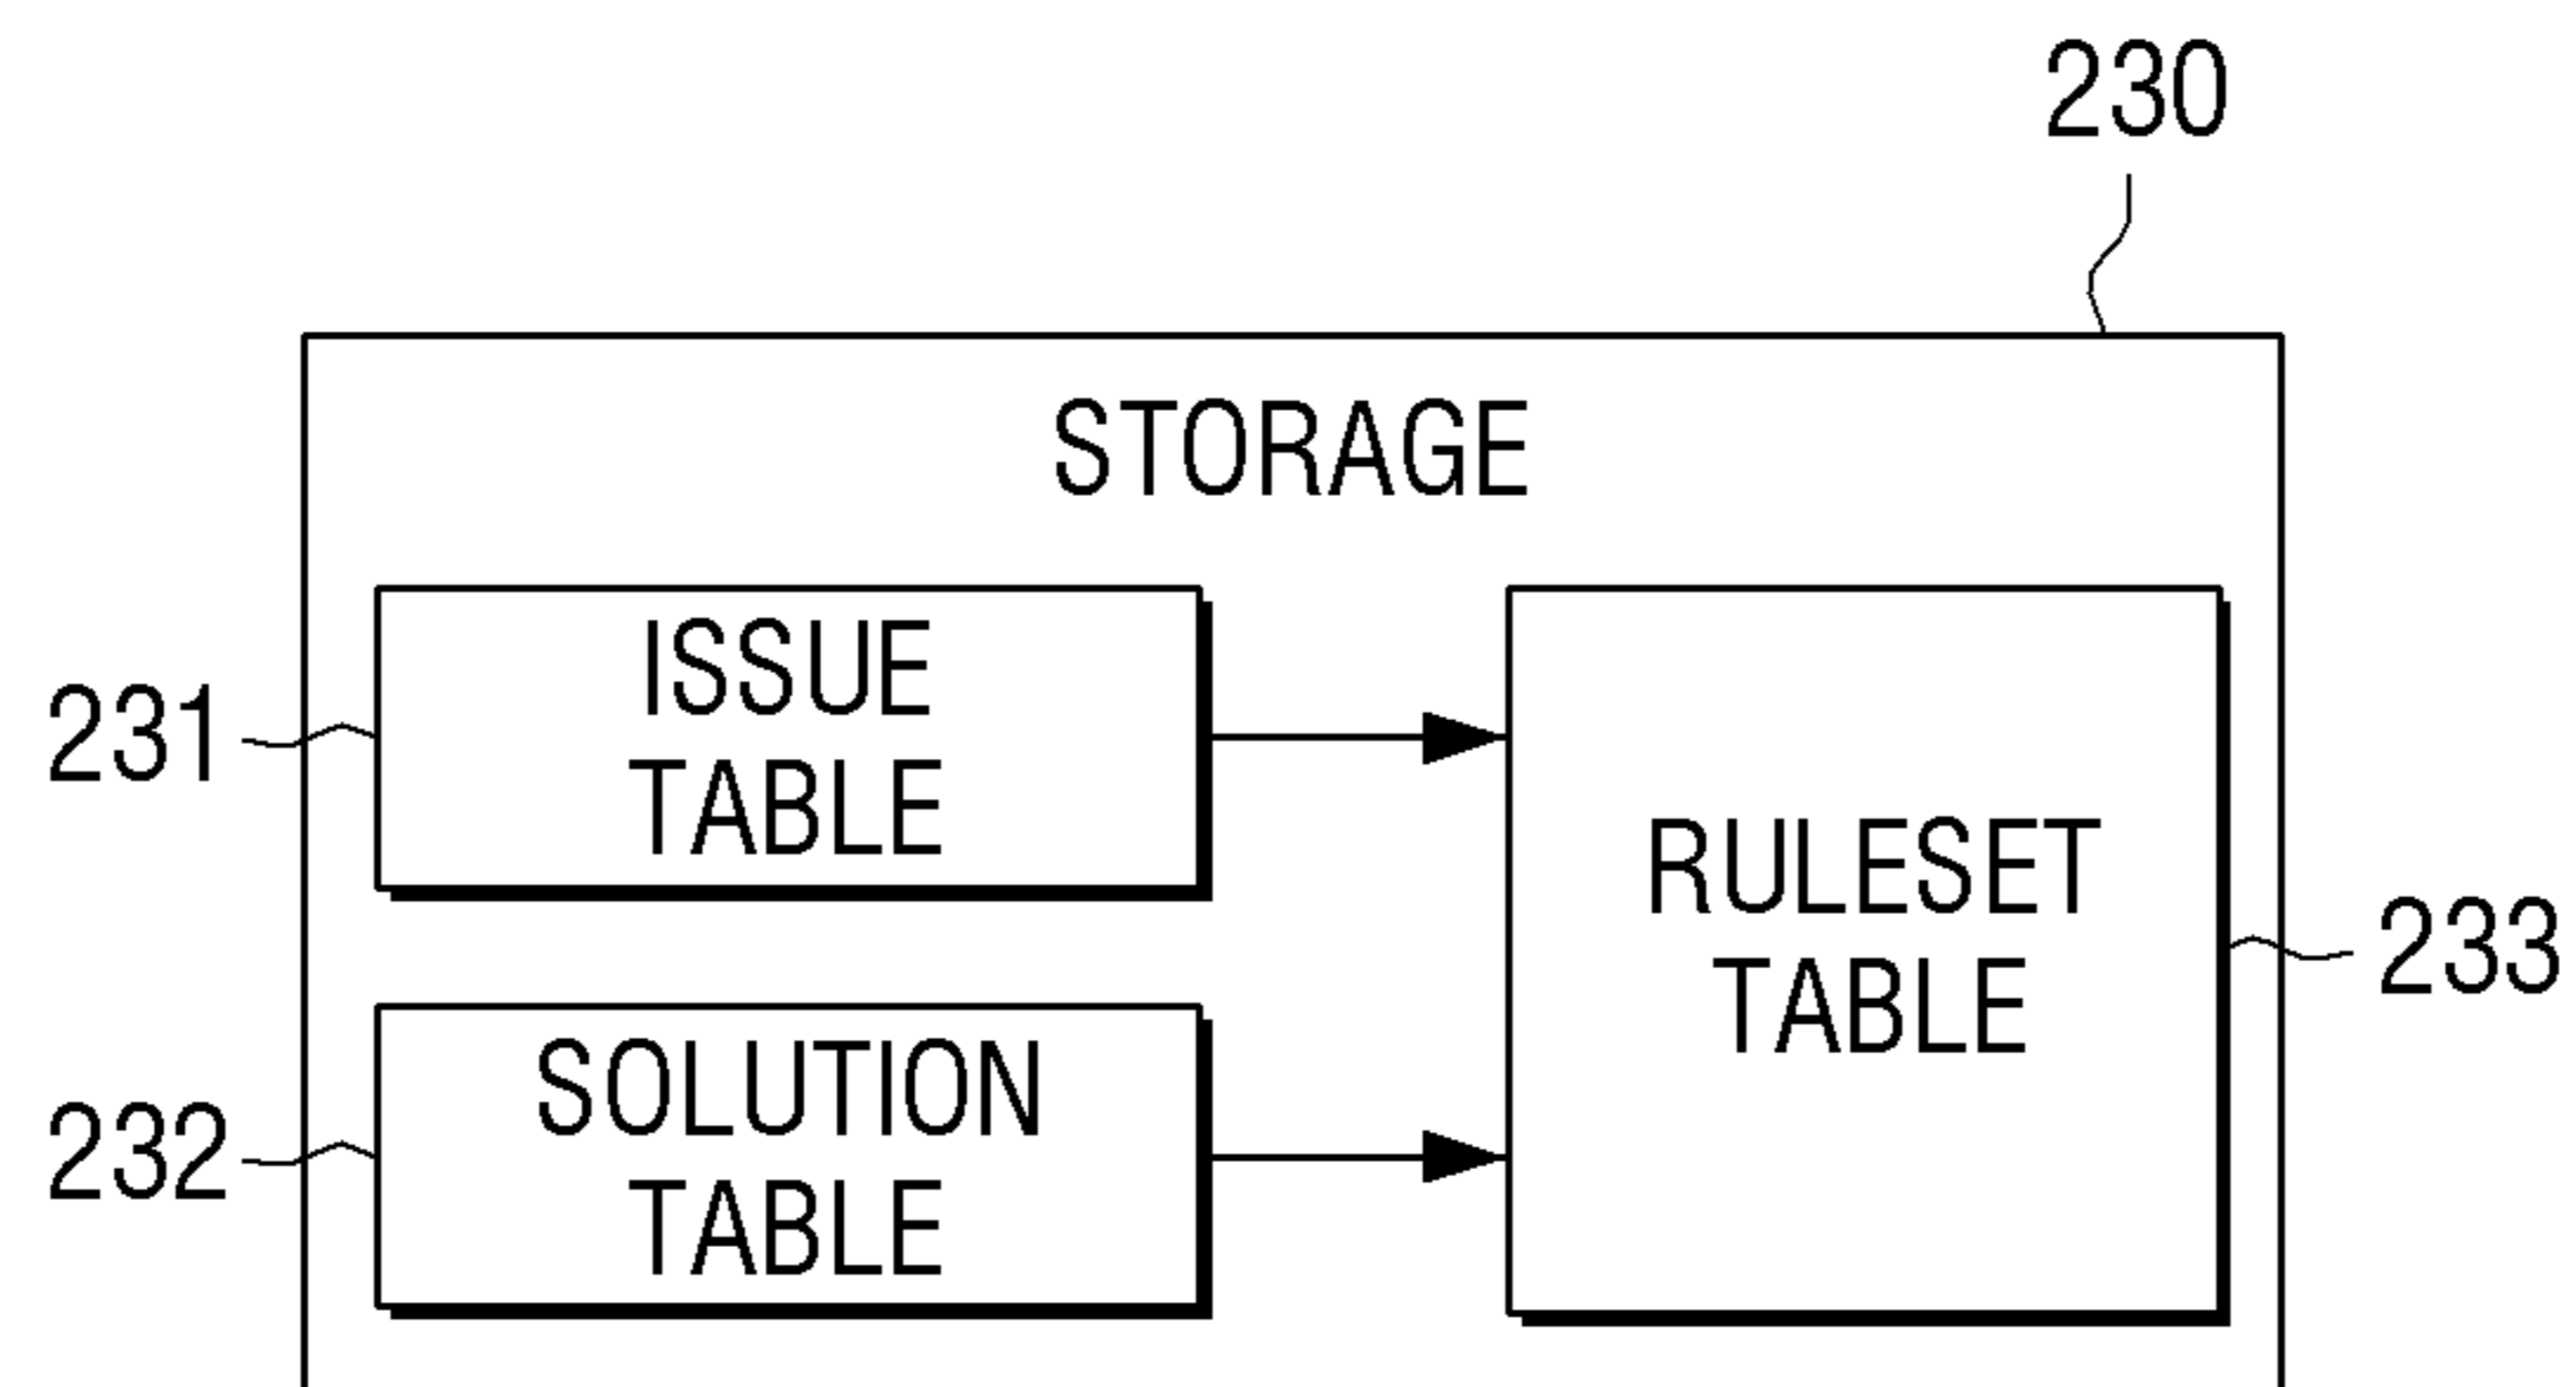 230
STORAGE
231
ISSUE
TABLE
RULESET
TABLE
233
232
SOLUTION
TABLE